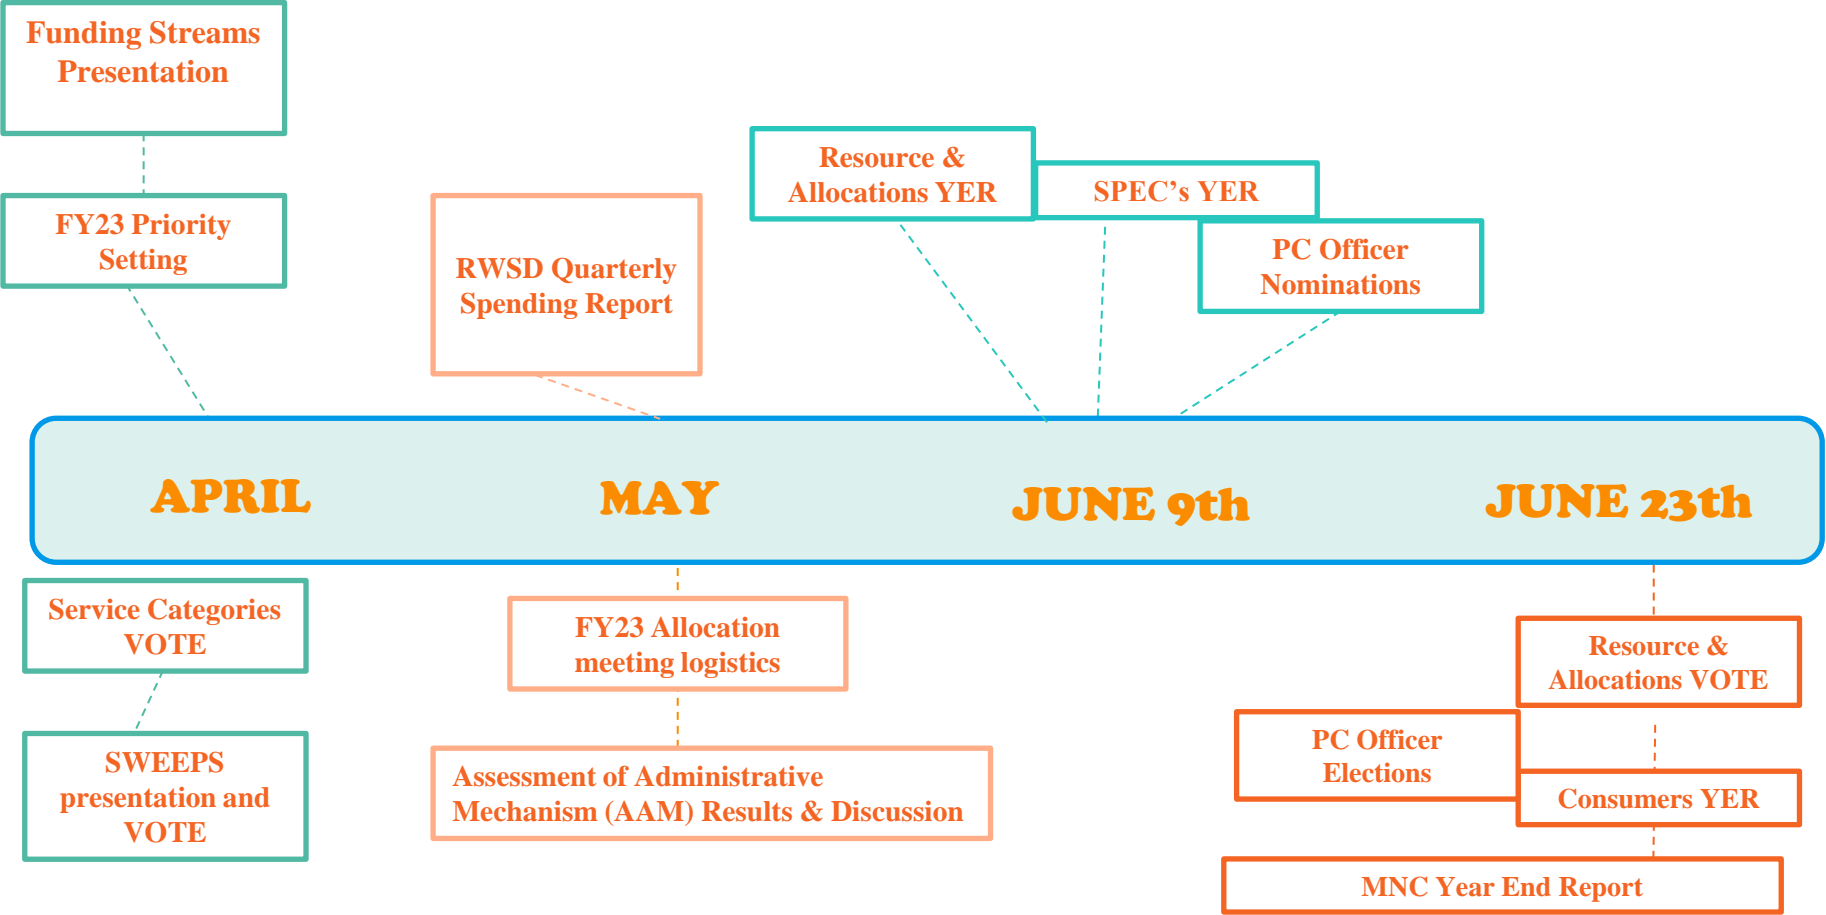 Funding Streams
Presentation
FY23 Priority
Setting
RWSD Quarterly
Spending Report
Resource &
Allocations YER
SPEC’s YER
PC Officer
Nominations
APRIL
MAY
JUNE 9th
JUNE 23th
Service Categories
VOTE
SWEEPS
presentation and
VOTE
FY23 Allocation
meeting logistics
Assessment of Administrative
Mechanism (AAM) Results & Discussion
Resource &
Allocations VOTE
PC Officer
Elections
Consumers YER
MNC Year End Report